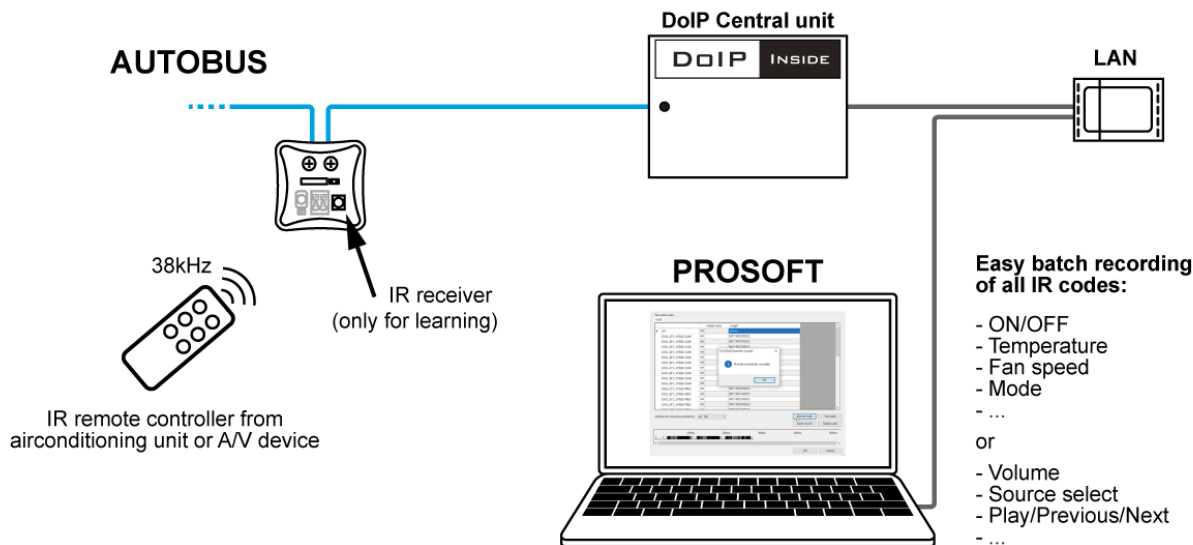 DoIP Central unit
DoIP INSIDE
AUTOBUS
LAN
38kHz
IR receiver
(only for learning)
IR remote controller from
airconditioning unit or A/V device
PROSOFT
Easy batch recording
of all IR codes:
- ON/OFF
- Temperature
- Fan speed
- Mode
- ...
or
- Volume
- Source select
- Play/Previous/Next
- ...